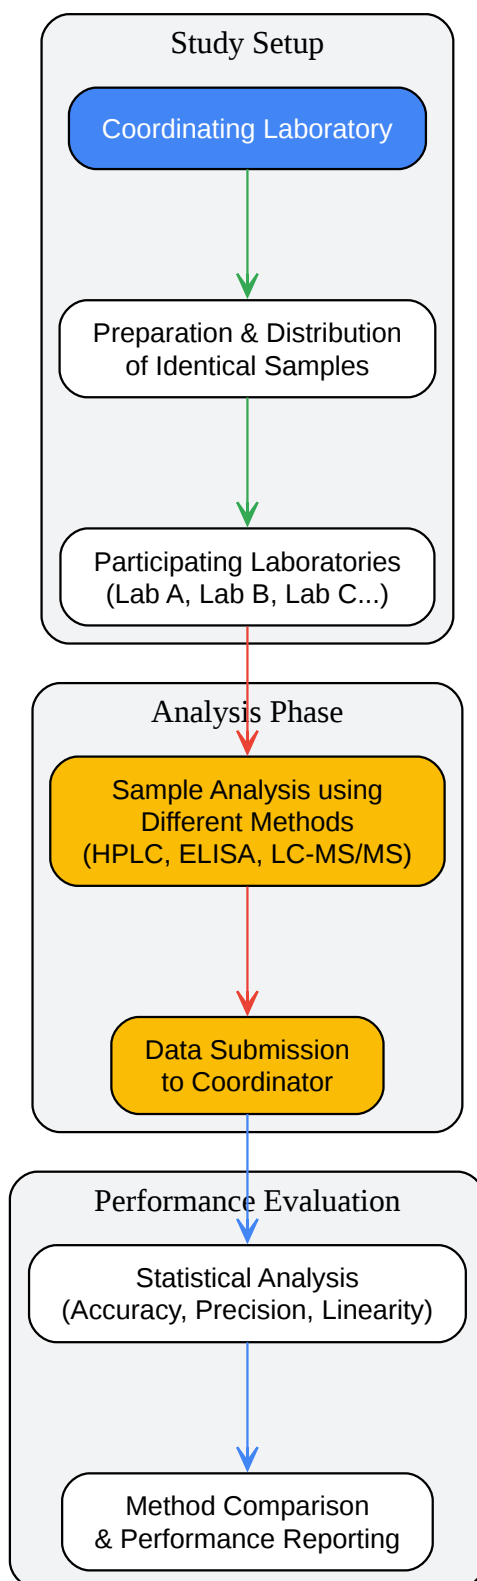 Study Setup
Coordinating Laboratory
Preparation & Distribution
of Identical Samples
Participating Laboratories
(Lab A, Lab B, Lab C...)
Analysis Phase
Sample Analysis using
Different Methods
(HPLC, ELISA, LC-MS/MS)
Data Submission
to Coordinator
Performance Evaluation
Statistical Analysis
(Accuracy, Precision, Linearity)
Method Comparison
& Performance Reporting